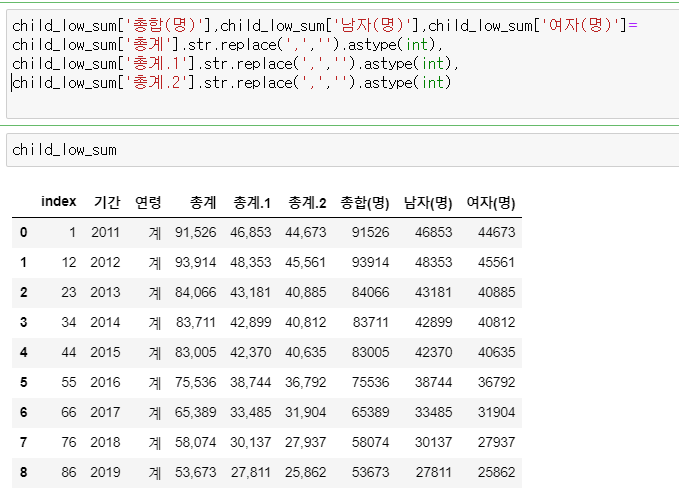 child_low_sum['총합(명)'],child_low_sum['남자(명)'],child_low_sum['여자(명)']=
child_low_sum['총계'].str.replace(',','').astype(int),
child_low_sum['총계.1'].str.replace(',','').astype(int),
child_low_sum['총계.2'].str.replace(',','').astype(int)
child_low_sum
index 기간 연령 총계 총계.1 총계.2 총합(명) 남자(명) 여자(명)
0 1 2011 계 91,526 46,853 44,673 91526 46853 44673
1 12 2012 계 93,914 48,353 45,561 93914 48353 45561
2 23 2013 계 84,066 43,181 40,885 84066 43181 40885
3 34 2014 계 83,711 42,899 40,812 83711 42899 40812
4 44 2015 계 83,005 42,370 40,635 83005 42370 40635
5 55 2016 계 75,536 38,744 36,792 75536 38744 36792
6 66 2017 계 65,389 33,485 31,904 65389 33485 31904
7 76 2018 계 58,074 30,137 27,937 58074 30137 27937
8 86 2019 계 53,673 27,811 25,862 53673 27811 25862